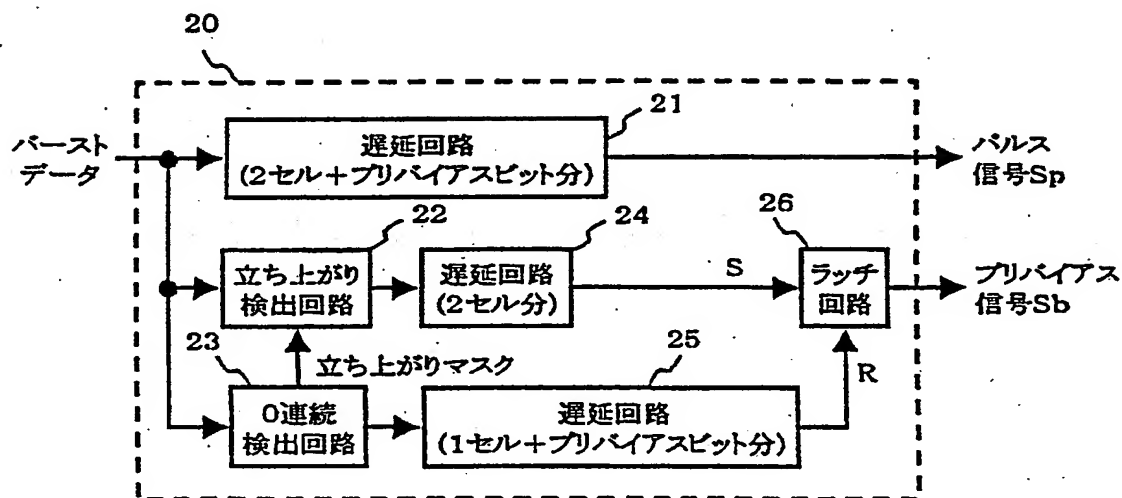 20
21
バースト
データ
遅延回路
(2セル+プリバイアスビット分)
パルス
信号Sp
22
24
26
立ち上がり
検出回路
遅延回路
(2セル分)
S
ラッチ
回路
プリバイアス
信号Sb
23
立ち上がりマスク
25
R
0連続
検出回路
遅延回路
(1セル+プリバイアスビット分)